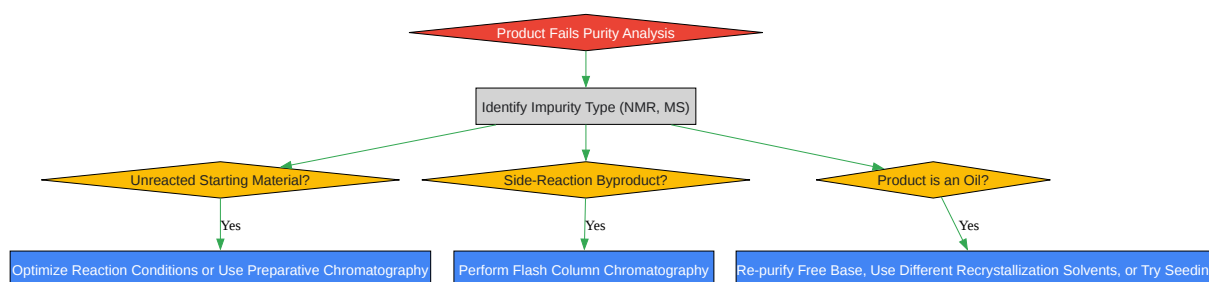 Product Fails Purity Analysis
Identify Impurity Type (NMR, MS)
Unreacted Starting Material?
Side-Reaction Byproduct?
Product is an Oil?
Yes
Yes
Yes
Optimize Reaction Conditions or Use Preparative Chromatography
Perform Flash Column Chromatography
Re-purify Free Base, Use Different Recrystallization Solvents, or Try Seedin